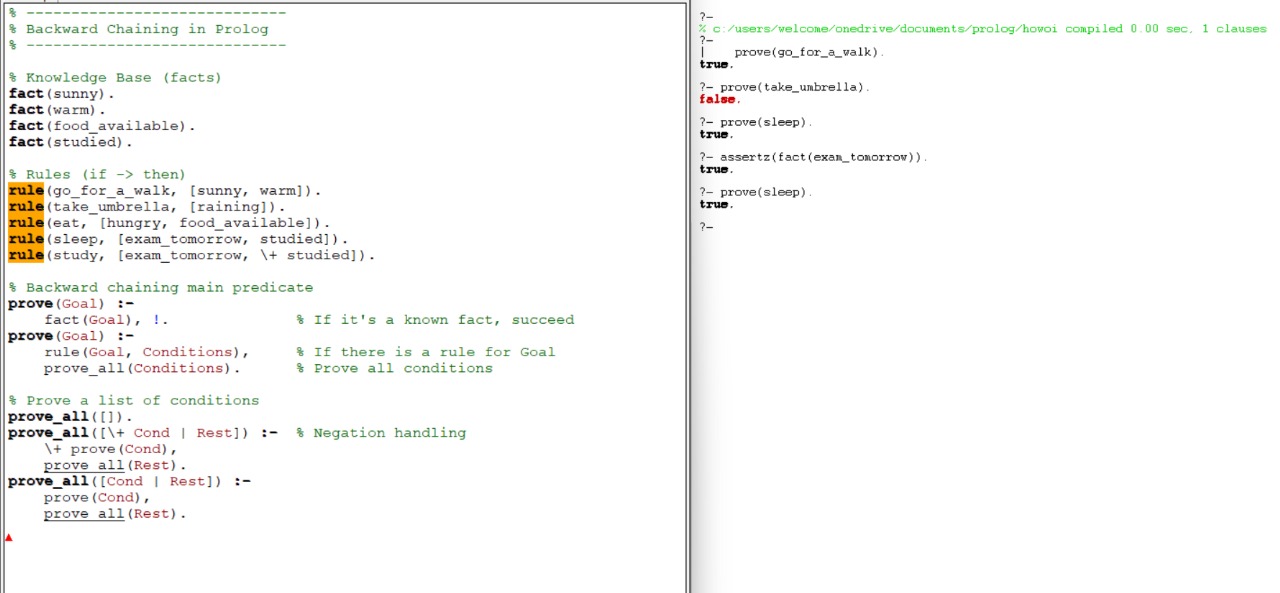 % -----------------------------
% Backward Chaining in Prolog
% -----------------------------
% Knowledge Base (facts)
fact(sunny).
fact(warm).
fact(food_available).
fact(studied).
% Rules (if -> then)
rule(go_for_a_walk, [sunny, warm]).
rule(take_umbrella, [raining]).
rule(eat, [hungry, food_available]).
rule(sleep, [exam_tomorrow, studied]).
rule(study, [exam_tomorrow, \+ studied]).
% Backward chaining main predicate
prove(Goal) :-
    fact(Goal), !.              % If it's a known fact, succeed
prove(Goal) :-
    rule(Goal, Conditions),     % If there is a rule for Goal
    prove_all(Conditions).      % Prove all conditions
% Prove a list of conditions
prove_all([]).
prove_all([\+ Cond | Rest]) :-  % Negation handling
    \+ prove(Cond),
    prove_all(Rest).
prove_all([Cond | Rest]) :-
    prove(Cond),
    prove_all(Rest).
?-
% c:/users/welcome/onedrive/documents/prolog/howoi compiled 0.00 sec, 1 clauses
?-
|    prove(go_for_a_walk).
true.
?- prove(take_umbrella).
false.
?- prove(sleep).
true.
?- assertz(fact(exam_tomorrow)).
true.
?- prove(sleep).
true.
?-